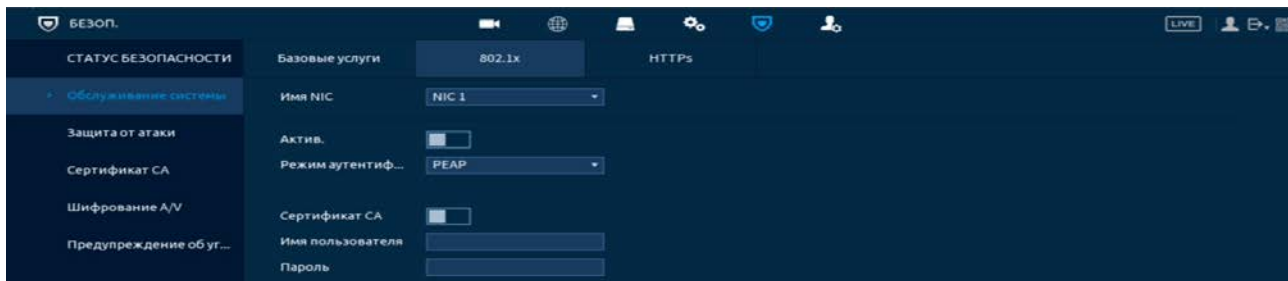 БЕЗОП.
LIVE
СТАТУС БЕЗОПАСНОСТИ
Базовые услуги
802.1x
HTTPs
Обслуживание системы
Имя NIC
NIC 1
Защита от атаки
Актив.
Режим аутентиф...
PEAP
Сертификат CA
Шифрование A/V
Сертификат CA
Предупреждение об уг...
Имя пользователя
Пароль